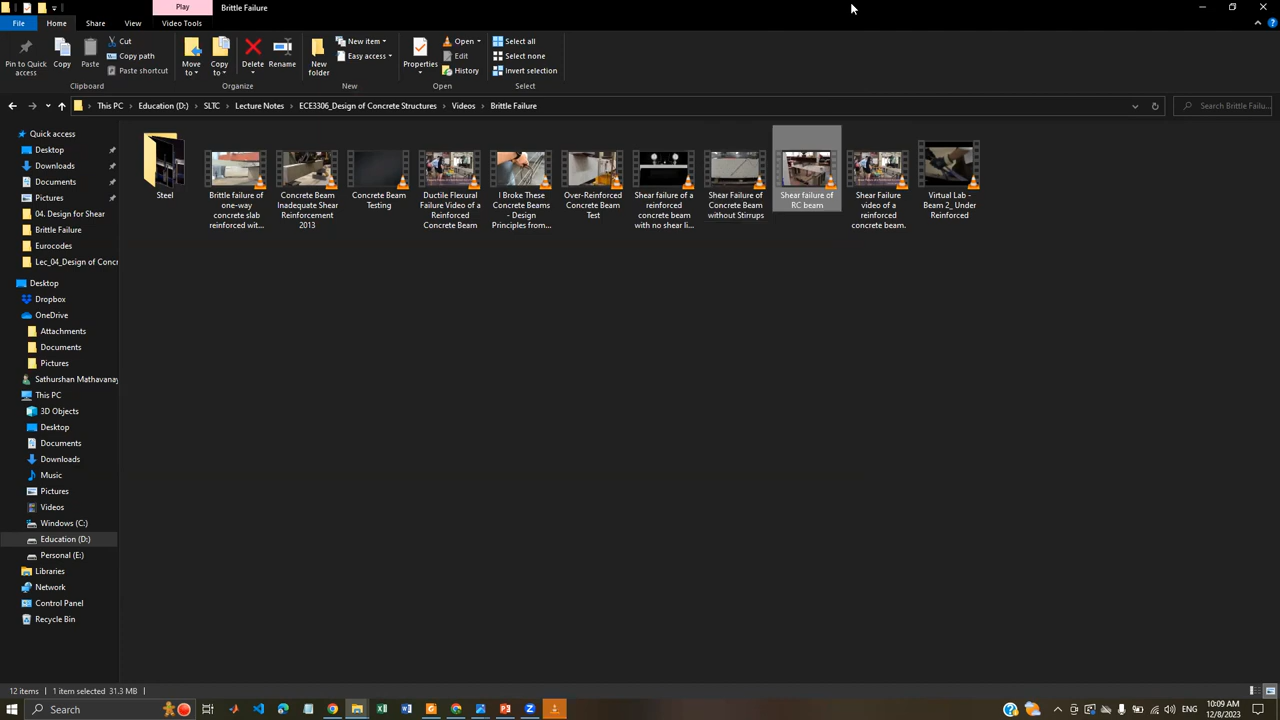 Play
Brittle Failure
File
Home
Share
View
Video Tools
Pin to Quick access
Copy
Paste
Cut
Copy path
Paste shortcut
Clipboard
Move to
Copy to
Delete
Rename
Organize
New folder
New item
Easy access
New
Properties
Open
Edit
History
Open
Select all
Select none
Invert selection
Select
This PC > Education (D:) > SLTC > Lecture Notes > ECE3306_Design of Concrete Structures > Videos > Brittle Failure
Search Brittle Failu...
Quick access
Desktop
Downloads
Documents
Pictures
04. Design for Shear
Brittle Failure
Eurocodes
Lec_04_Design of Concr
Desktop
Dropbox
OneDrive
Attachments
Documents
Pictures
Sathurshan Mathavanay
This PC
3D Objects
Desktop
Documents
Downloads
Music
Pictures
Videos
Windows (C:)
Education (D:)
Personal (E:)
Libraries
Network
Control Panel
Recycle Bin
Steel
Brittle failure of
one-way
concrete slab
reinforced wit...
Concrete Beam
Inadequate Shear
Reinforcement
2013
Concrete Beam
Testing
Ductile Flexural
Failure Video of a
Reinforced
Concrete Beam
I Broke These
Concrete Beams
- Design
Principles from...
Over-Reinforced
Concrete Beam
Test
Shear failure of a
reinforced
concrete beam
with no shear li...
Shear Failure of
Concrete Beam
without Stirrups
Shear failure of
RC beam
Shear Failure
video of a
reinforced
concrete beam.
Virtual Lab -
Beam 2_ Under
Reinforced
12 items
1 item selected 31.3 MB
Search
ENG
10:09 AM
12/8/2023